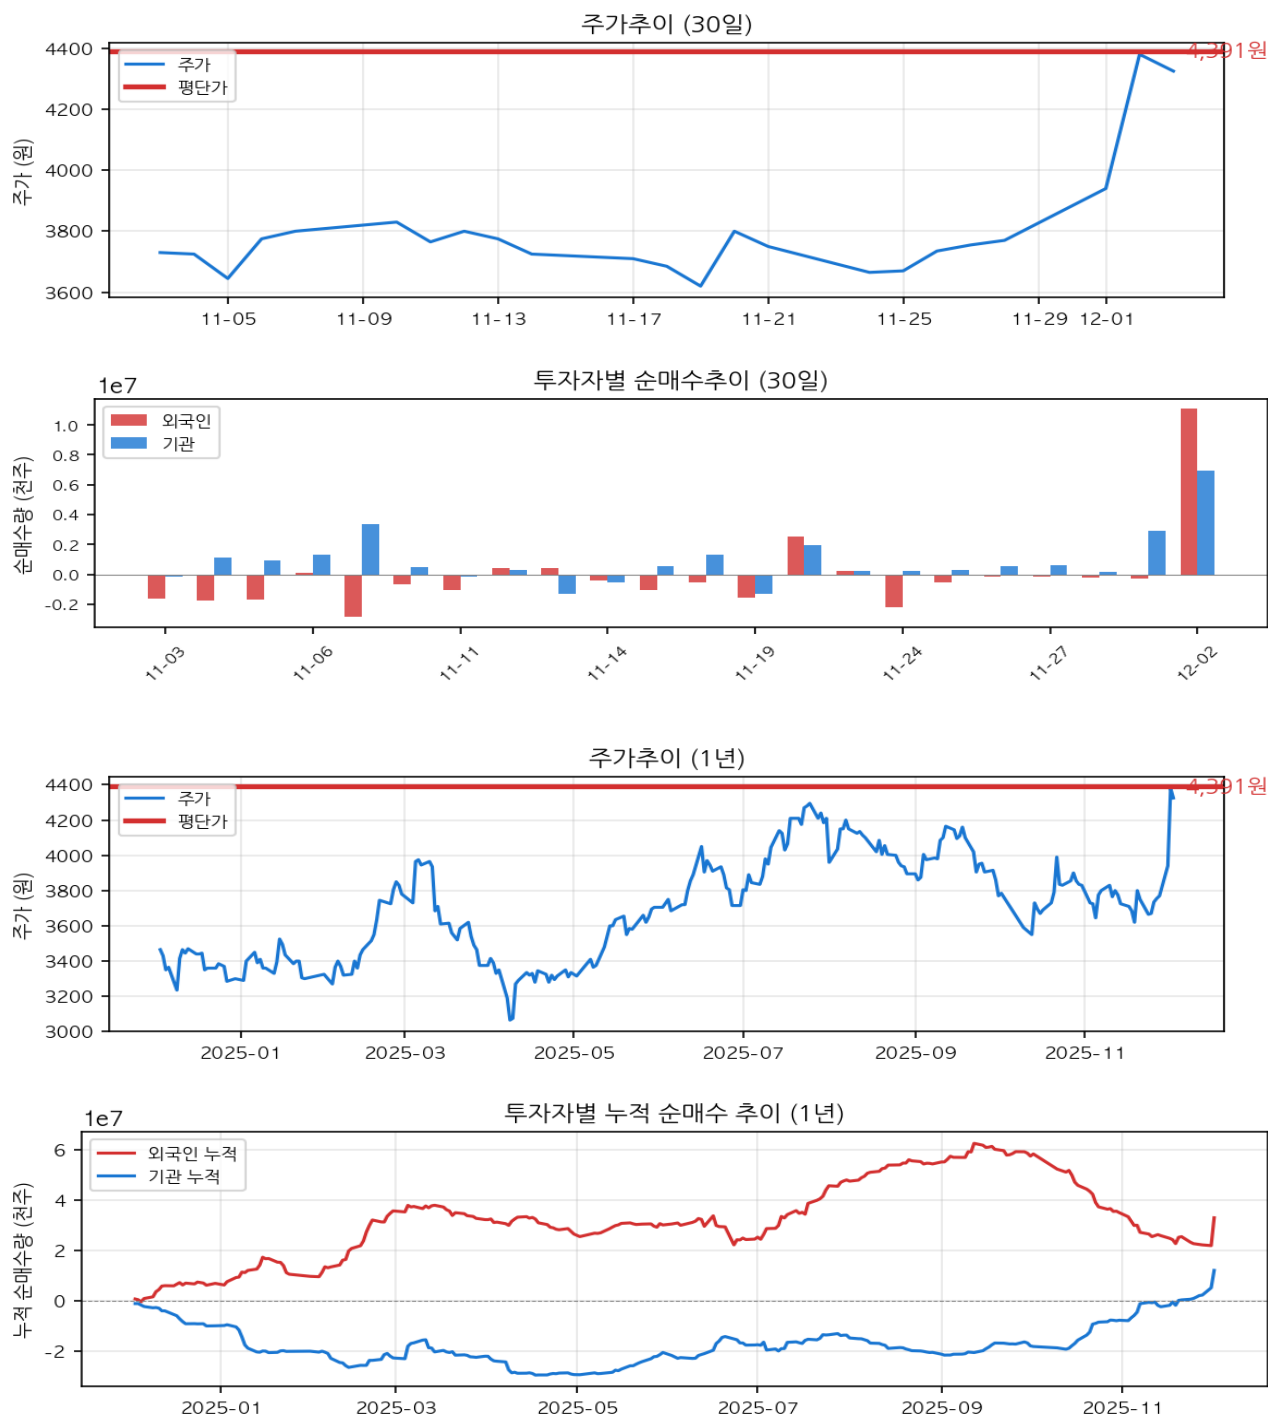 주가추이 (30일)
4,391원
주가
평단가
주가 (원)
4400
4200
4000
3800
3600
11-05 11-09 11-13 11-17 11-21 11-25 11-29 12-01
투자자별 순매수추이 (30일)
1e7
외국인
기관
순매수량 (천주)
1.0
0.8
0.6
0.4
0.2
0.0
-0.2
11-03 11-06 11-11 11-14 11-19 11-24 11-27 12-02
주가추이 (1년)
4,391원
주가
평단가
주가 (원)
4400
4200
4000
3800
3600
3400
3200
3000
2025-01 2025-03 2025-05 2025-07 2025-09 2025-11
투자자별 누적 순매수 추이 (1년)
1e7
외국인 누적
기관 누적
누적 순매수량 (천주)
6
4
2
0
-2
2025-01 2025-03 2025-05 2025-07 2025-09 2025-11